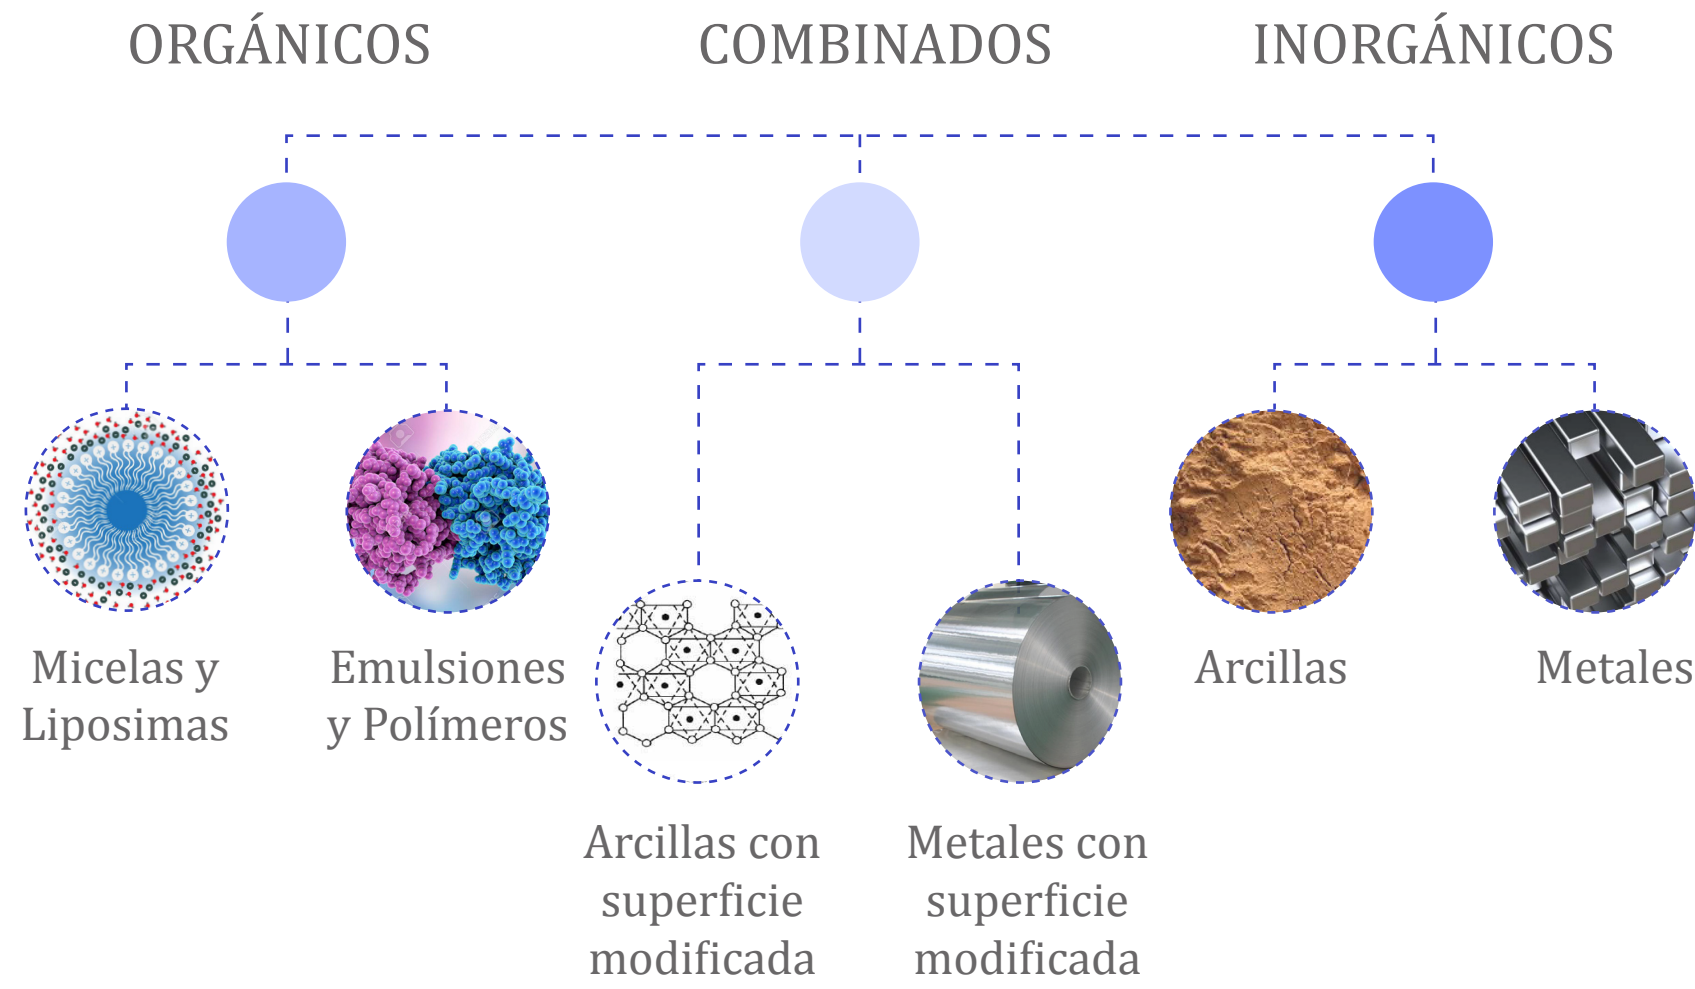 ORGÁNICOS
COMBINADOS
INORGÁNICOS
Micelas y
Liposimas
Emulsiones
y Polímeros
Arcillas con
superficie
modificada
Metales con
superficie
modificada
Arcillas
Metales